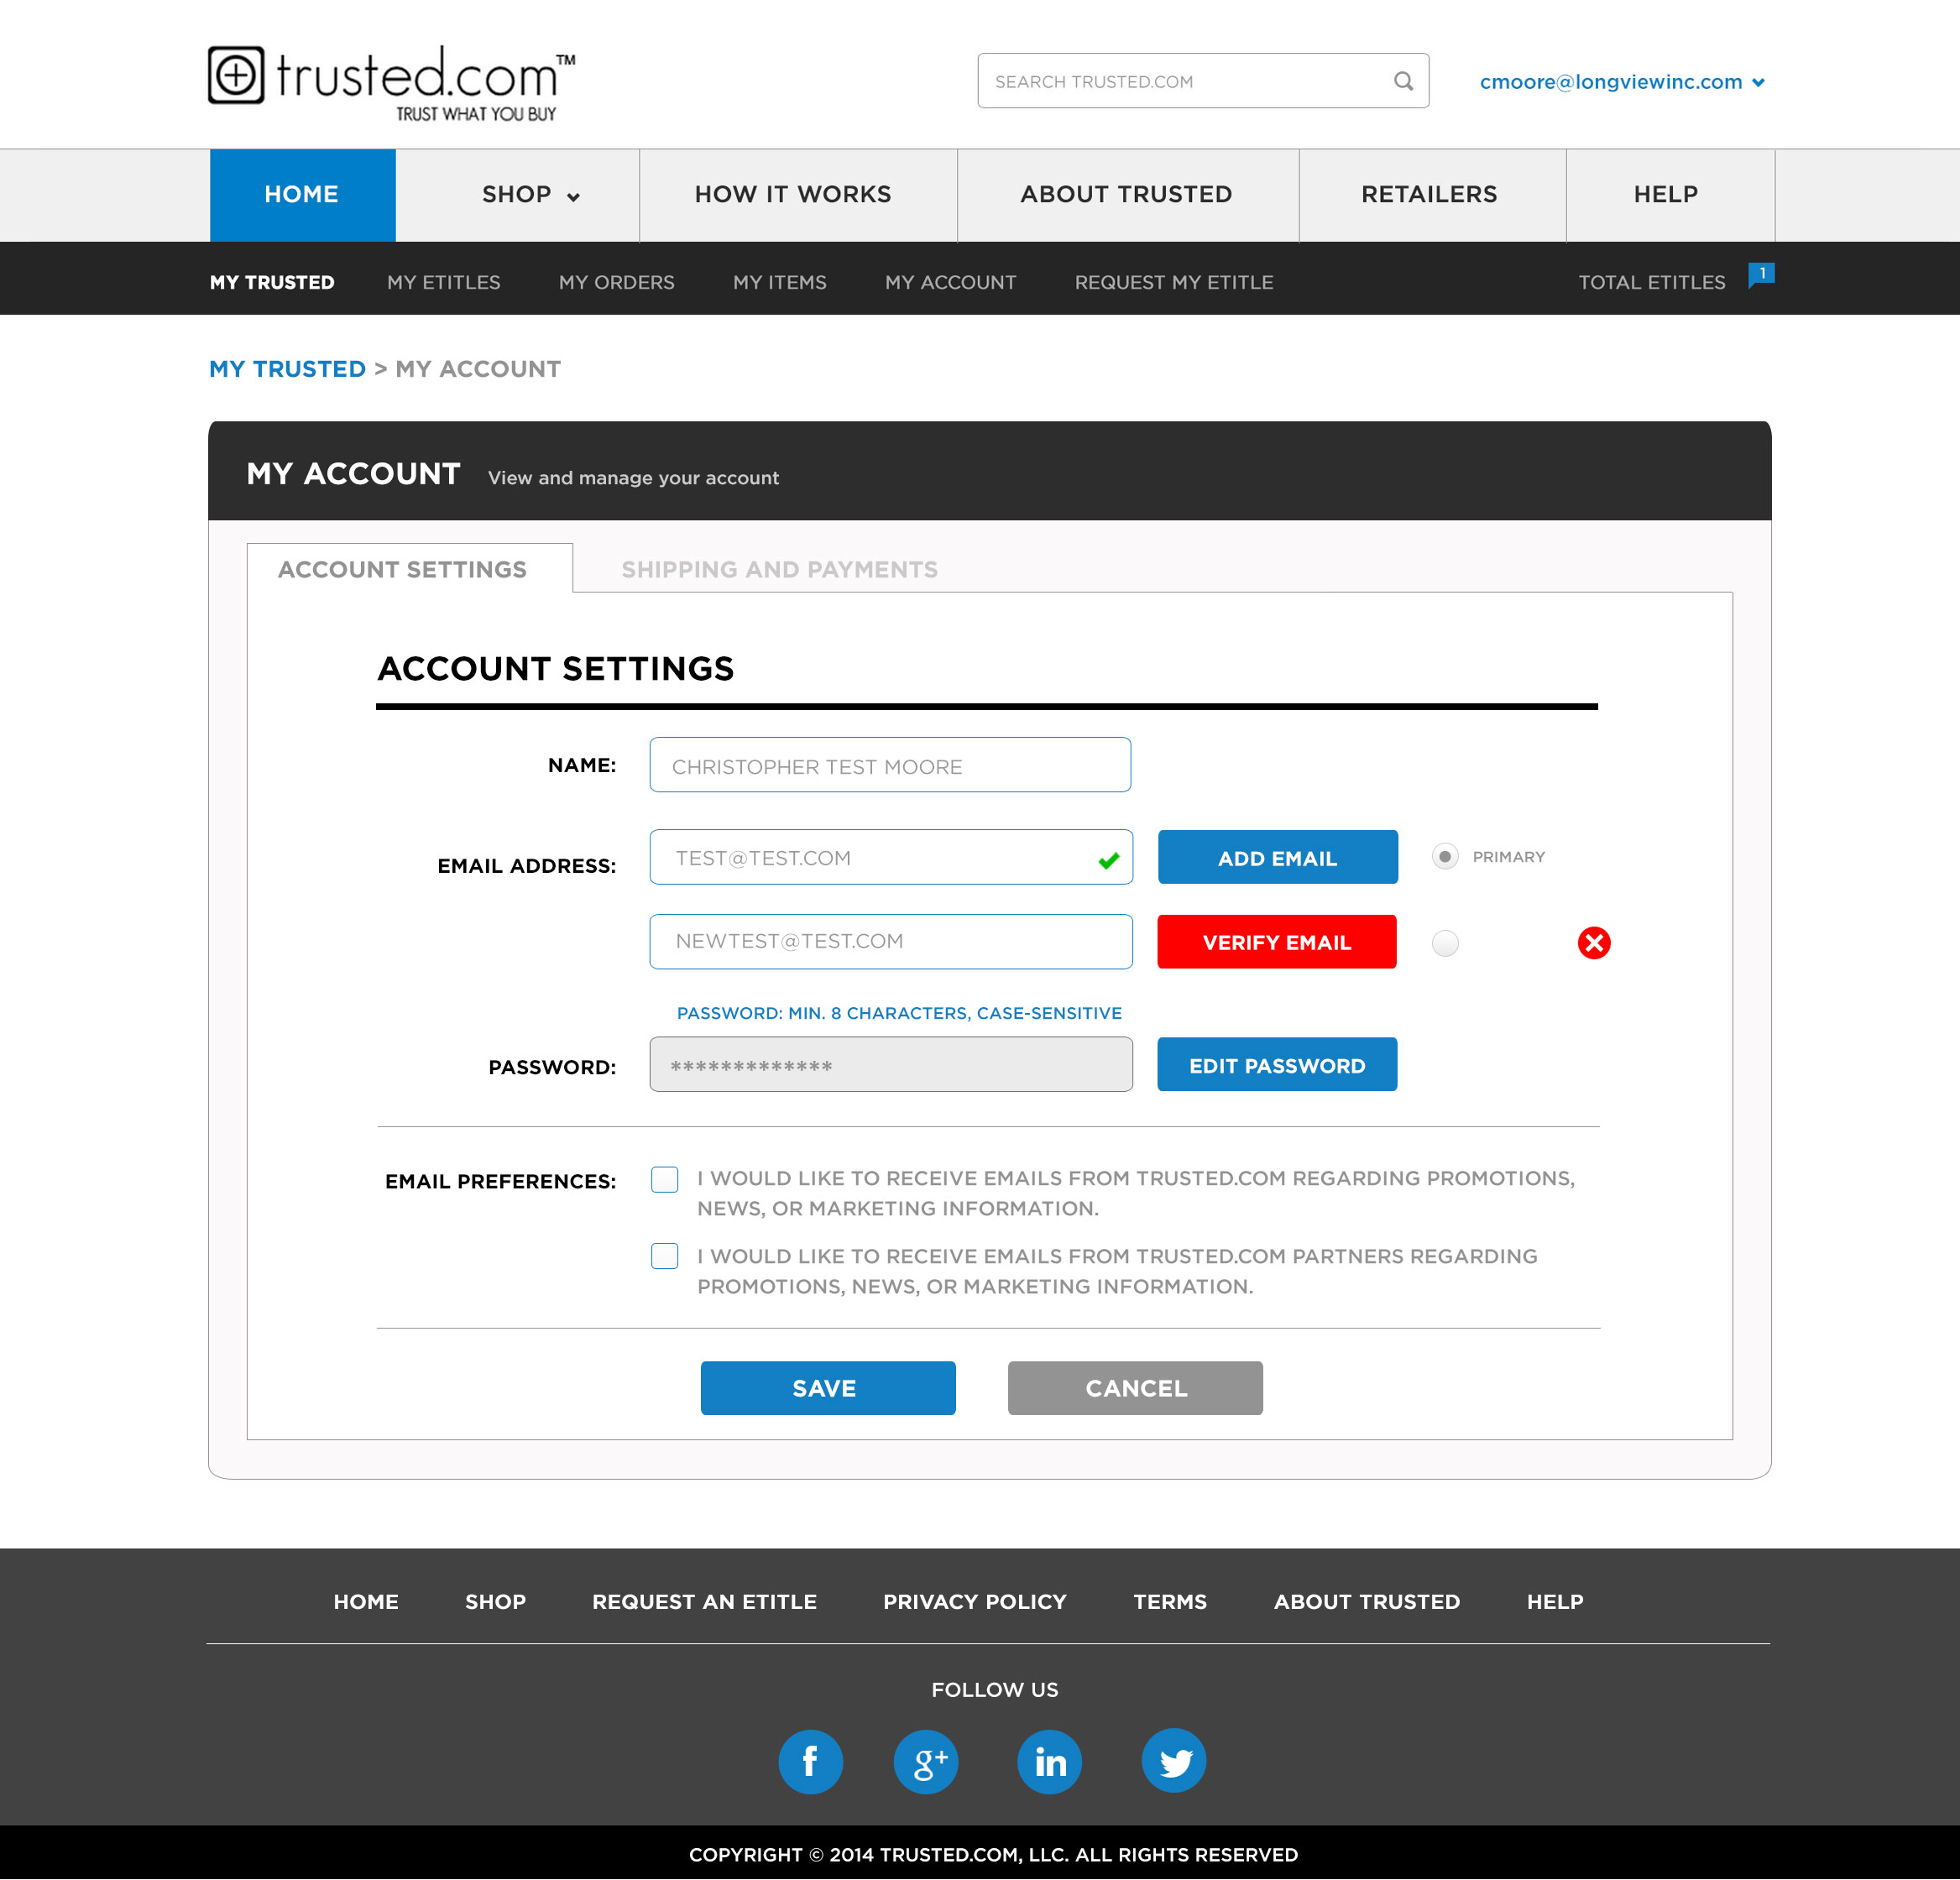 trusted.com™
TRUST WHAT YOU BUY
SEARCH TRUSTED.COM
cmoore@longviewinc.com
HOME
SHOP
HOW IT WORKS
ABOUT TRUSTED
RETAILERS
HELP
MY TRUSTED
MY ETITLES
MY ORDERS
MY ITEMS
MY ACCOUNT
REQUEST MY ETITLE
TOTAL ETITLES
1
MY TRUSTED > MY ACCOUNT
MY ACCOUNT
View and manage your account
ACCOUNT SETTINGS
SHIPPING AND PAYMENTS
ACCOUNT SETTINGS
NAME:
CHRISTOPHER TEST MOORE
EMAIL ADDRESS:
TEST@TEST.COM
ADD EMAIL
PRIMARY
NEWTEST@TEST.COM
VERIFY EMAIL
PASSWORD: MIN. 8 CHARACTERS, CASE-SENSITIVE
PASSWORD:
*************
EDIT PASSWORD
EMAIL PREFERENCES:
I WOULD LIKE TO RECEIVE EMAILS FROM TRUSTED.COM REGARDING PROMOTIONS,
NEWS, OR MARKETING INFORMATION.
I WOULD LIKE TO RECEIVE EMAILS FROM TRUSTED.COM PARTNERS REGARDING
PROMOTIONS, NEWS, OR MARKETING INFORMATION.
SAVE
CANCEL
HOME
SHOP
REQUEST AN ETITLE
PRIVACY POLICY
TERMS
ABOUT TRUSTED
HELP
FOLLOW US
f
g+
in
COPYRIGHT © 2014 TRUSTED.COM, LLC. ALL RIGHTS RESERVED